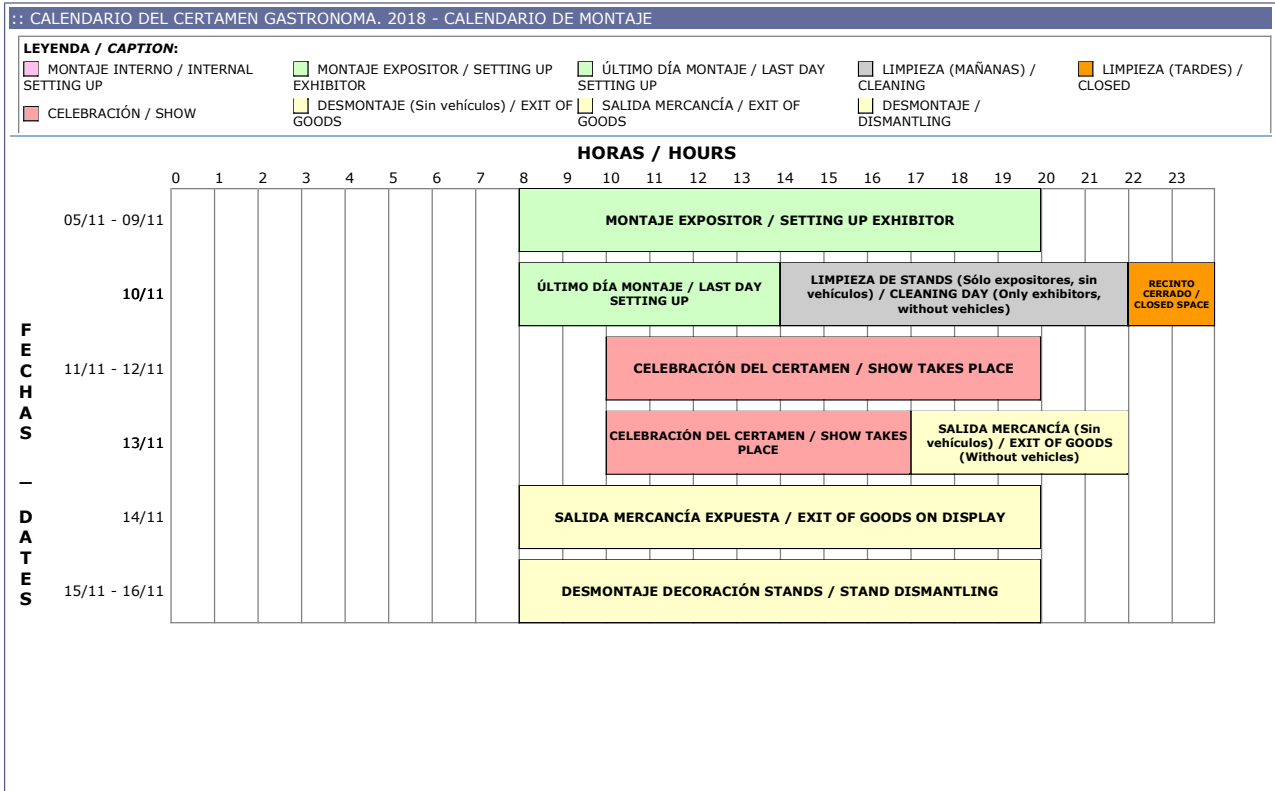 :: CALENDARIO DEL CERTAMEN GASTRONOMA. 2018 - CALENDARIO DE MONTAJE
LEYENDA / CAPTION:
MONTAJE INTERNO / INTERNAL
SETTING UP
MONTAJE EXPOSITOR / SETTING UP
EXHIBITOR
ÚLTIMO DÍA MONTAJE / LAST DAY
SETTING UP
LIMPIEZA (MAÑANAS) /
CLEANING
LIMPIEZA (TARDES) /
CLOSED
CELEBRACIÓN / SHOW
DESMONTAJE (Sin vehículos) / EXIT OF
GOODS
SALIDA MERCANCÍA / EXIT OF
GOODS
DESMONTAJE /
DISMANTLING
HORAS / HOURS
0 1 2 3 4 5 6 7 8 9 10 11 12 13 14 15 16 17 18 19 20 21 22 23
FECHAS – DATES
05/11 - 09/11
MONTAJE EXPOSITOR / SETTING UP EXHIBITOR
10/11
ÚLTIMO DÍA MONTAJE / LAST DAY
SETTING UP
LIMPIEZA DE STANDS (Sólo expositores, sin
vehículos) / CLEANING DAY (Only exhibitors,
without vehicles)
RECINTO
CERRADO /
CLOSED SPACE
11/11 - 12/11
CELEBRACIÓN DEL CERTAMEN / SHOW TAKES PLACE
13/11
CELEBRACIÓN DEL CERTAMEN / SHOW TAKES
PLACE
SALIDA MERCANCÍA (Sin
vehículos) / EXIT OF GOODS
(Without vehicles)
14/11
SALIDA MERCANCÍA EXPUESTA / EXIT OF GOODS ON DISPLAY
15/11 - 16/11
DESMONTAJE DECORACIÓN STANDS / STAND DISMANTLING